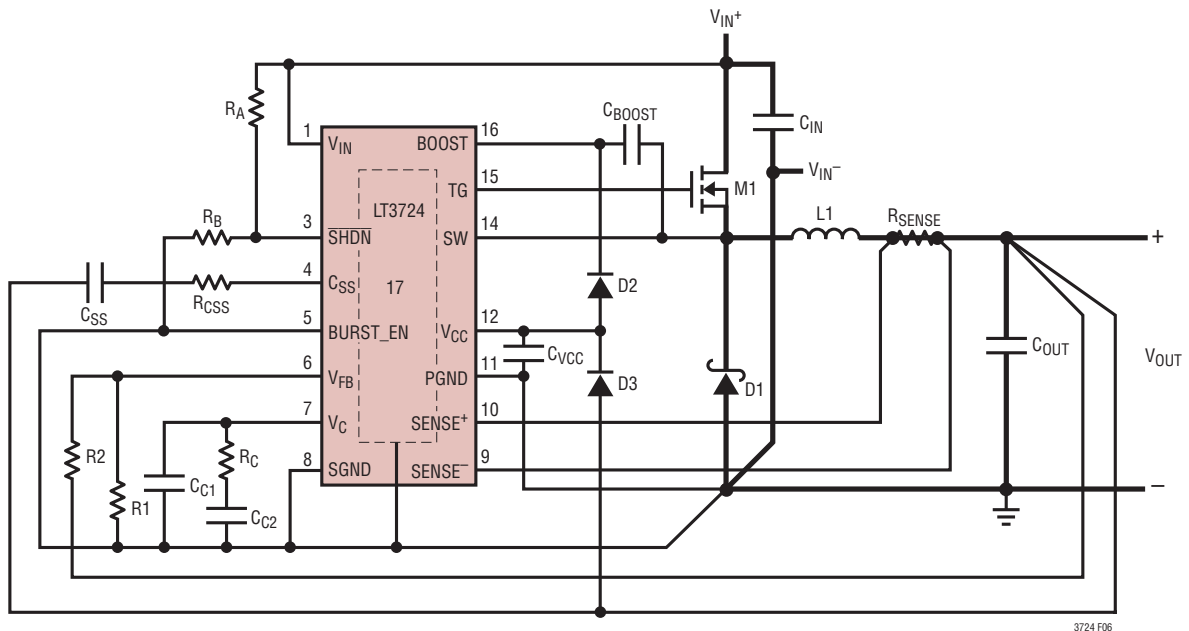 VIN+
RA
CBOOST
CIN
1
VIN
BOOST
16
VIN–
15
TG
M1
LT3724
RB
3
SHDN
SW
14
L1
RSENSE
+
4
CSS
RCSS
CSS
17
D2
5
BURST_EN
VCC
12
CVCC
COUT
VOUT
6
VFB
PGND
11
D3
D1
7
VC
SENSE+
10
R2
RC
8
SGND
SENSE–
9
–
R1
CC1
CC2
3724 F06